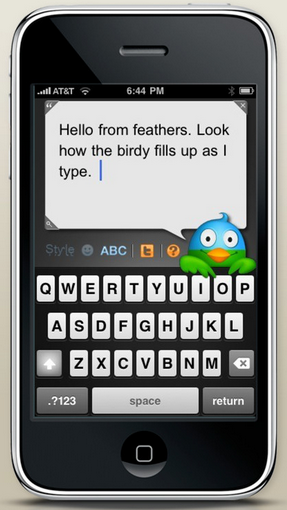 AT&T 6:44 PM
Hello from feathers. Look
how the birdy fills up as I
type.
Style ABC t ?
Q W E R T Y U I O P
A S D F G H J K L
Z X C V B N M
.?123 space return